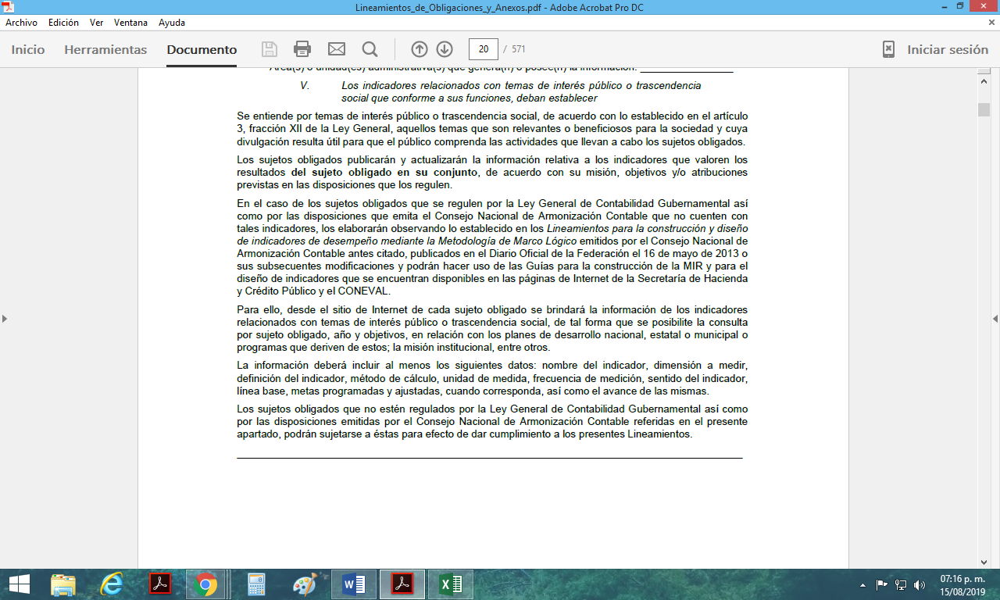 Lineamientos_de_Obligaciones_y_Anexos.pdf - Adobe Acrobat Pro DC
Archivo Edición Ver Ventana Ayuda
Inicio Herramientas Documento 20 / 571 Iniciar sesión
Área(s) o unidad(es) administrativa(s) que genera(n) o posee(n) la información: ________________
V. Los indicadores relacionados con temas de interés público o trascendencia
social que conforme a sus funciones, deban establecer
Se entiende por temas de interés público o trascendencia social, de acuerdo con lo establecido en el artículo
3, fracción XII de la Ley General, aquellos temas que son relevantes o beneficiosos para la sociedad y cuya
divulgación resulta útil para que el público comprenda las actividades que llevan a cabo los sujetos obligados.
Los sujetos obligados publicarán y actualizarán la información relativa a los indicadores que valoren los
resultados del sujeto obligado en su conjunto, de acuerdo con su misión, objetivos y/o atribuciones
previstas en las disposiciones que los regulen.
En el caso de los sujetos obligados que se regulen por la Ley General de Contabilidad Gubernamental así
como por las disposiciones que emita el Consejo Nacional de Armonización Contable que no cuenten con
tales indicadores, los elaborarán observando lo establecido en los Lineamientos para la construcción y diseño
de indicadores de desempeño mediante la Metodología de Marco Lógico emitidos por el Consejo Nacional de
Armonización Contable antes citado, publicados en el Diario Oficial de la Federación el 16 de mayo de 2013 o
sus subsecuentes modificaciones y podrán hacer uso de las Guías para la construcción de la MIR y para el
diseño de indicadores que se encuentran disponibles en las páginas de Internet de la Secretaría de Hacienda
y Crédito Público y el CONEVAL.
Para ello, desde el sitio de Internet de cada sujeto obligado se brindará la información de los indicadores
relacionados con temas de interés público o trascendencia social, de tal forma que se posibilite la consulta
por sujeto obligado, año y objetivos, en relación con los planes de desarrollo nacional, estatal o municipal o
programas que deriven de estos; la misión institucional, entre otros.
La información deberá incluir al menos los siguientes datos: nombre del indicador, dimensión a medir,
definición del indicador, método de cálculo, unidad de medida, frecuencia de medición, sentido del indicador,
línea base, metas programadas y ajustadas, cuando corresponda, así como el avance de las mismas.
Los sujetos obligados que no estén regulados por la Ley General de Contabilidad Gubernamental así como
por las disposiciones emitidas por el Consejo Nacional de Armonización Contable referidas en el presente
apartado, podrán sujetarse a éstas para efecto de dar cumplimiento a los presentes Lineamientos.
07:16 p. m.
15/08/2019